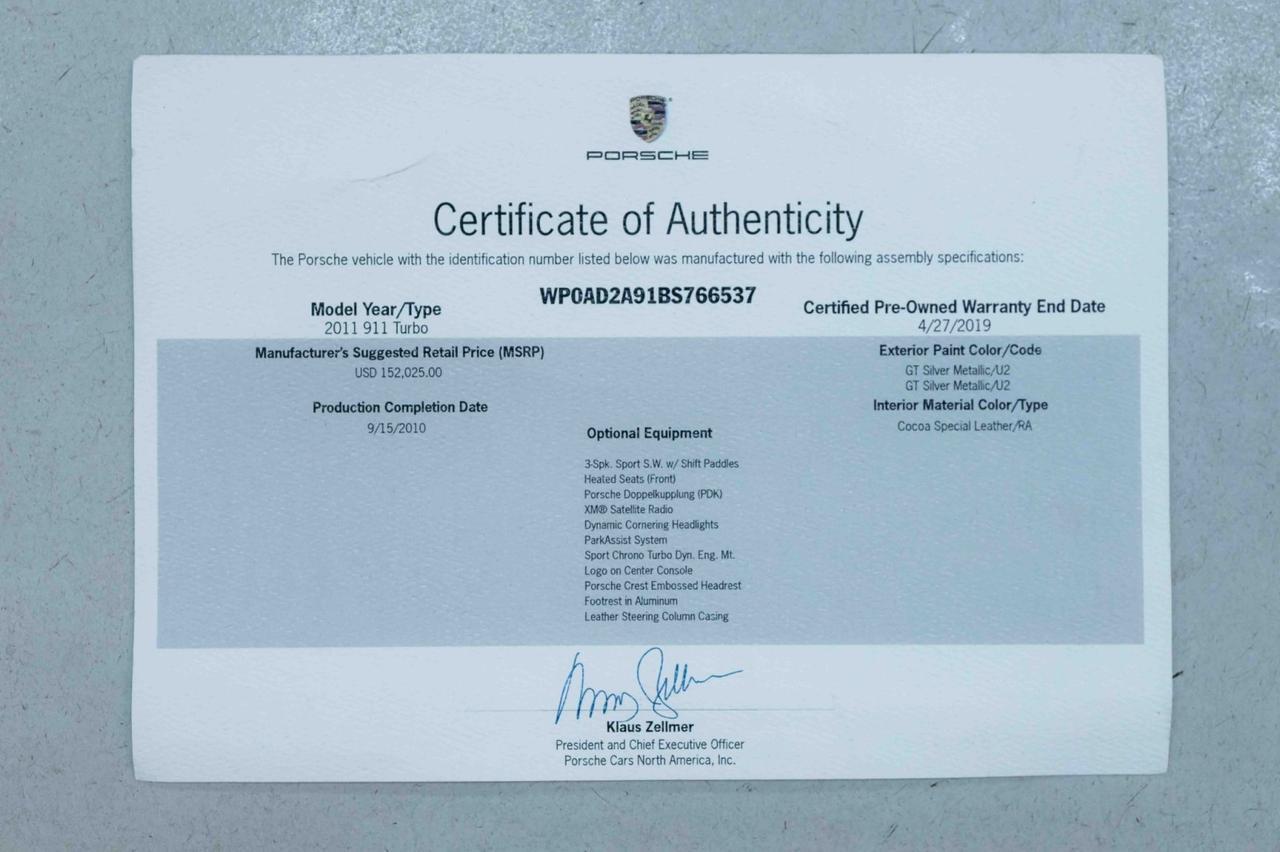 PORSCHE
Certificate of Authenticity
The Porsche vehicle with the identification number listed below was manufactured with the following assembly specifications:
WP0AD2A91BS766537
Model Year/Type
2011 911 Turbo
Certified Pre-Owned Warranty End Date
4/27/2019
Manufacturer's Suggested Retail Price (MSRP)
USD 152,025.00
Exterior Paint Color/Code
GT Silver Metallic/U2
GT Silver Metallic/U2
Production Completion Date
9/15/2010
Interior Material Color/Type
Cocoa Special Leather/RA
Optional Equipment
3-Spk. Sport S.W. w/ Shift Paddles
Heated Seats (Front)
Porsche Doppelkupplung (PDK)
XM® Satellite Radio
Dynamic Cornering Headlights
ParkAssist System
Sport Chrono Turbo Dyn. Eng. Mt.
Logo on Center Console
Porsche Crest Embossed Headrest
Footrest in Aluminum
Leather Steering Column Casing
Klaus Zellmer
President and Chief Executive Officer
Porsche Cars North America, Inc.